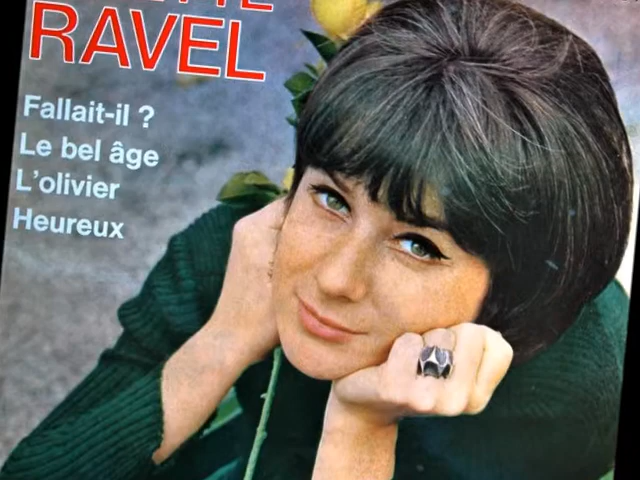 RAVEL
Fallait-il ?
Le bel âge
L'olivier
Heureux